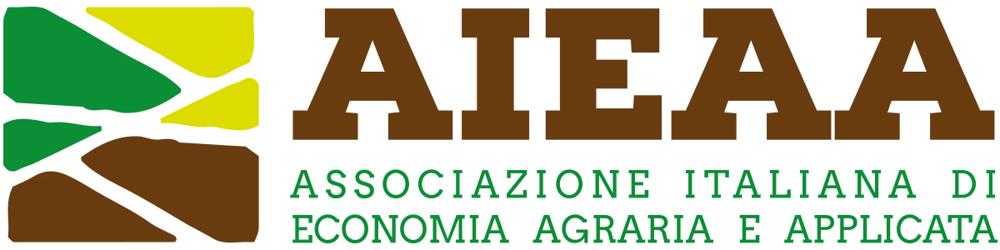 AIEAA
ASSOCIAZIONE ITALIANA DI
ECONOMIA AGRARIA E APPLICATA